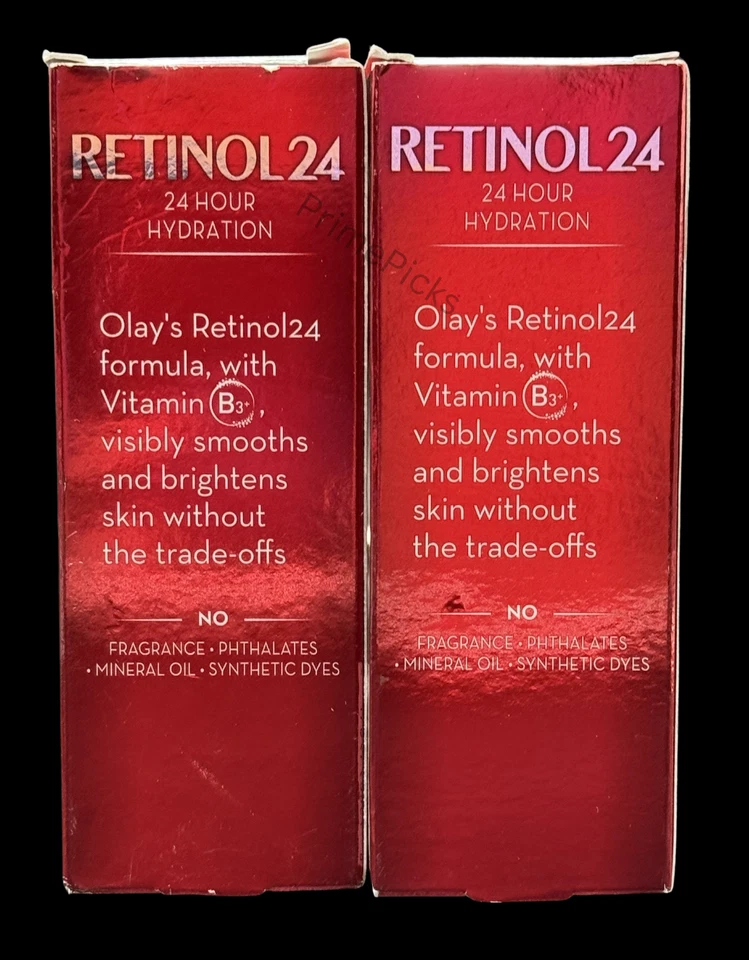 RETINOL24
24 HOUR
HYDRATION
Olay's Retinol24
formula, with
Vitamin B3+,
visibly smooths
and brightens
skin without
the trade-offs
NO
FRAGRANCE • PHTHALATES
• MINERAL OIL • SYNTHETIC DYES
RETINOL24
24 HOUR
HYDRATION
Olay's Retinol24
formula, with
Vitamin B3+,
visibly smooths
and brightens
skin without
the trade-offs
NO
FRAGRANCE • PHTHALATES
• MINERAL OIL • SYNTHETIC DYES
PrimePicks